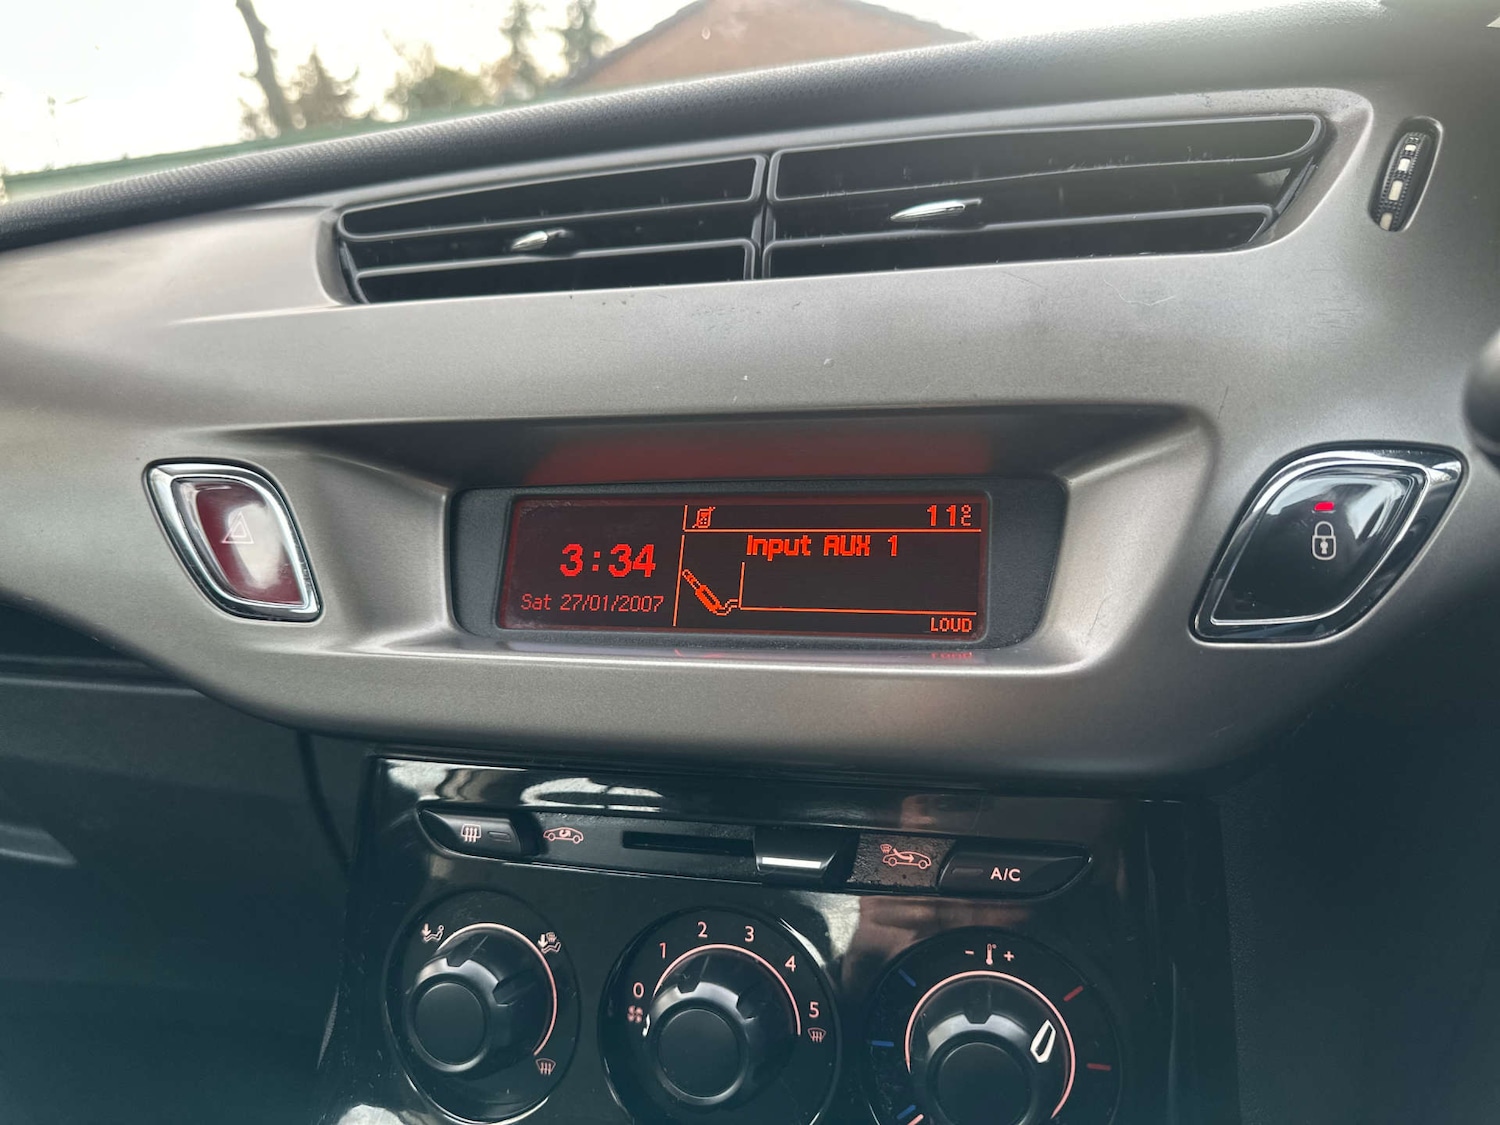 11°C
Input AUX 1
3:34
Sat 27/01/2007
LOUD
A/C
0 1 2 3 4 5
- +